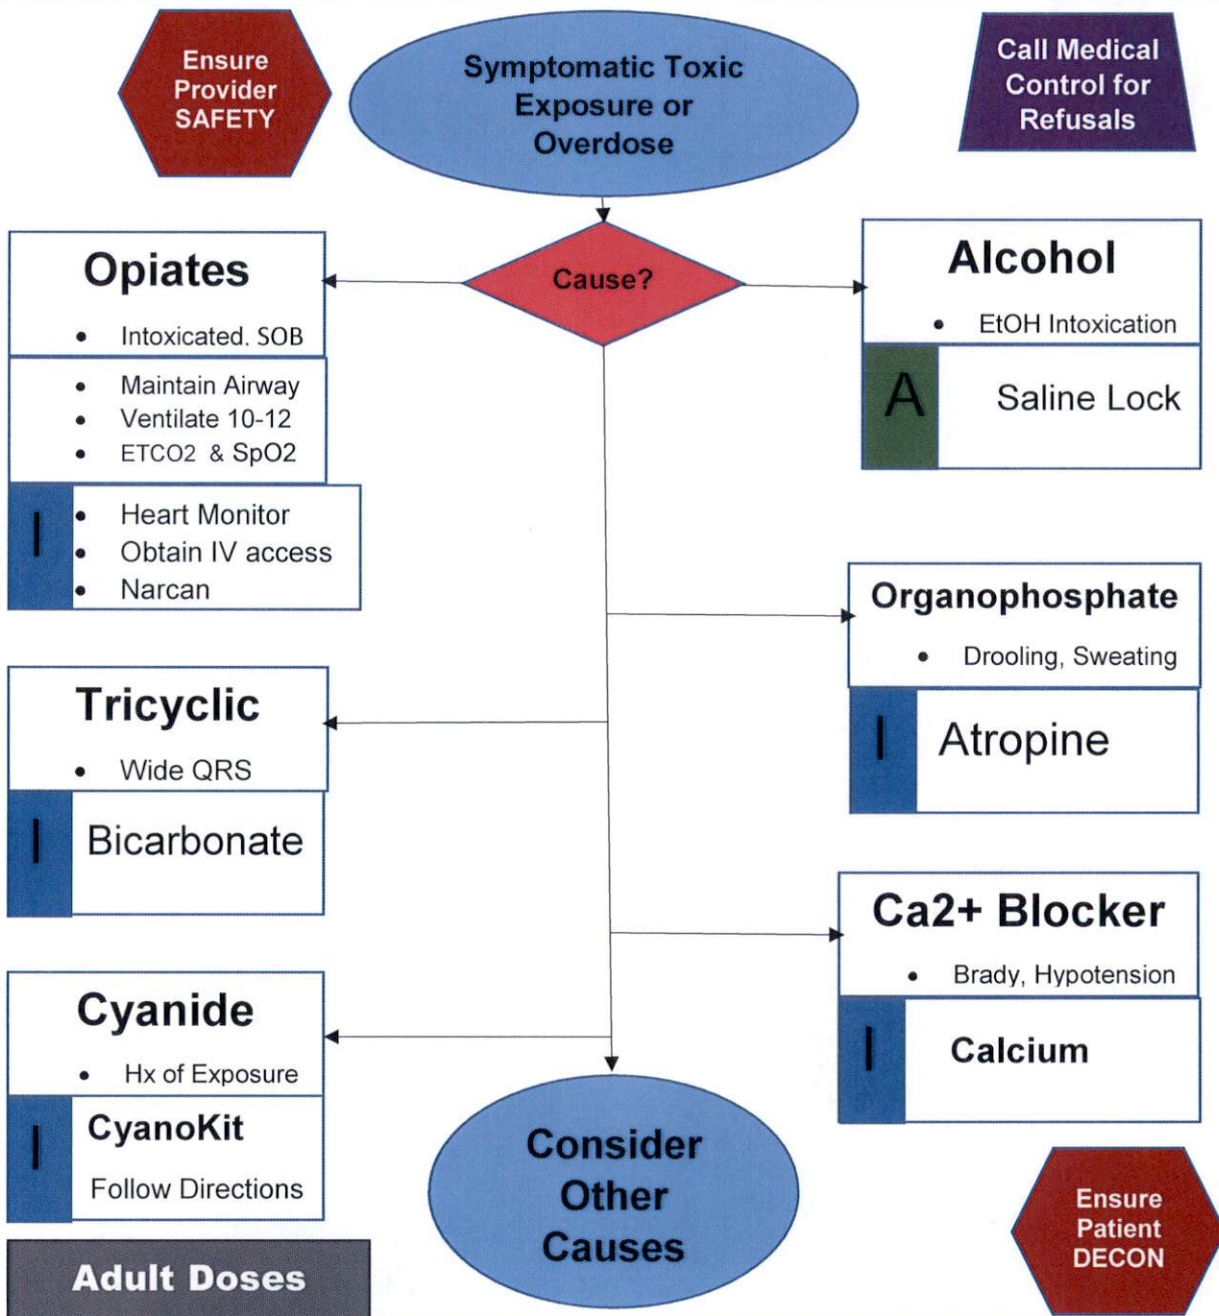 Ensure
Provider
SAFETY
Symptomatic Toxic
Exposure or
Overdose
Call Medical
Control for
Refusals
Cause?
Opiates
• Intoxicated. SOB
• Maintain Airway
• Ventilate 10-12
• ETCO2 & SpO2
I
• Heart Monitor
• Obtain IV access
• Narcan
Alcohol
• EtOH Intoxication
A
Saline Lock
Organophosphate
• Drooling, Sweating
I
Atropine
Tricyclic
• Wide QRS
I
Bicarbonate
Ca2+ Blocker
• Brady, Hypotension
I
Calcium
Cyanide
• Hx of Exposure
I
CyanoKit
Follow Directions
Consider
Other
Causes
Ensure
Patient
DECON
Adult Doses